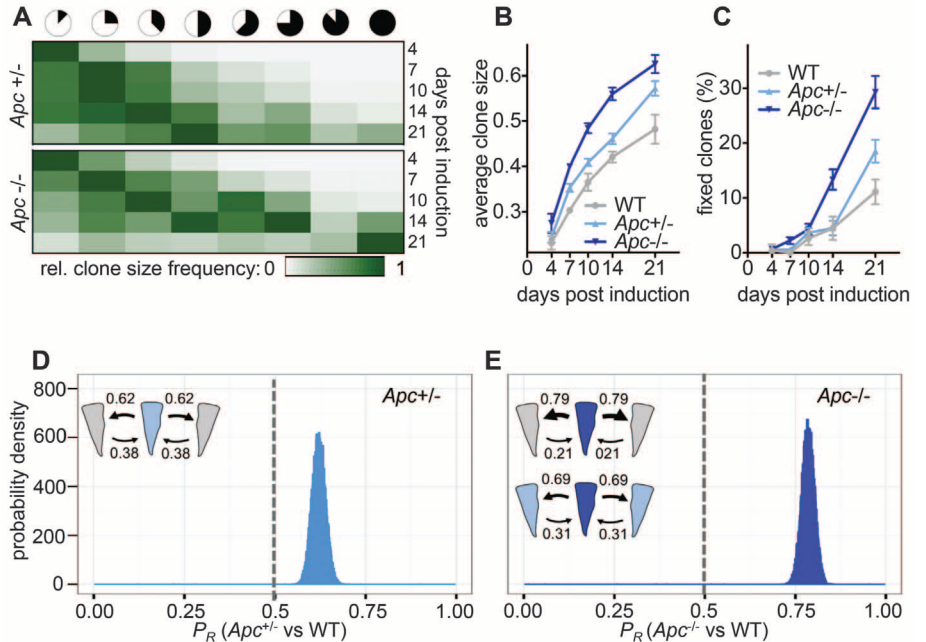 A
Apc +/-
4
7
10
14
21
Apc -/-
4
7
10
14
21
days post induction
rel. clone size frequency: 0 1
B
average clone size
0.6
0.5
0.4
0.3
WT
Apc+/-
Apc-/-
0 4 7 10 14 21
days post induction
C
fixed clones (%)
30
20
10
0
WT
Apc+/-
Apc-/-
0 4 7 10 14 21
days post induction
D
probability density
800
600
400
200
0
0.62 0.62
0.38 0.38
Apc+/-
0.00 0.25 0.5 0.75 1.00
PR (Apc+/- vs WT)
E
0.79 0.79
0.21 021
0.69 0.69
0.31 0.31
Apc-/-
0.00 0.25 0.5 0.75 1.00
PR (Apc-/- vs WT)